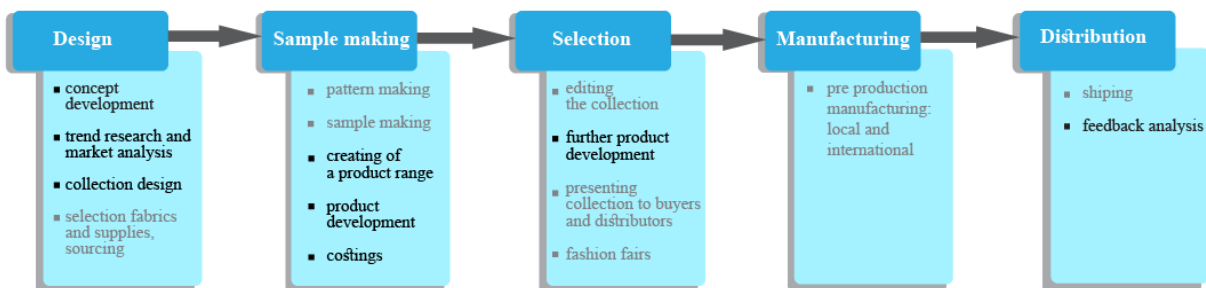 Design
concept
development
trend research and
market analysis
collection design
selection fabrics
and supplies,
sourcing
Sample making
pattern making
sample making
creating of
a product range
product
development
costings
Selection
editing
the collection
further product
development
presenting
collection to buyers
and distributors
fashion fairs
Manufacturing
pre production
manufacturing:
local and
international
Distribution
shiping
feedback analysis